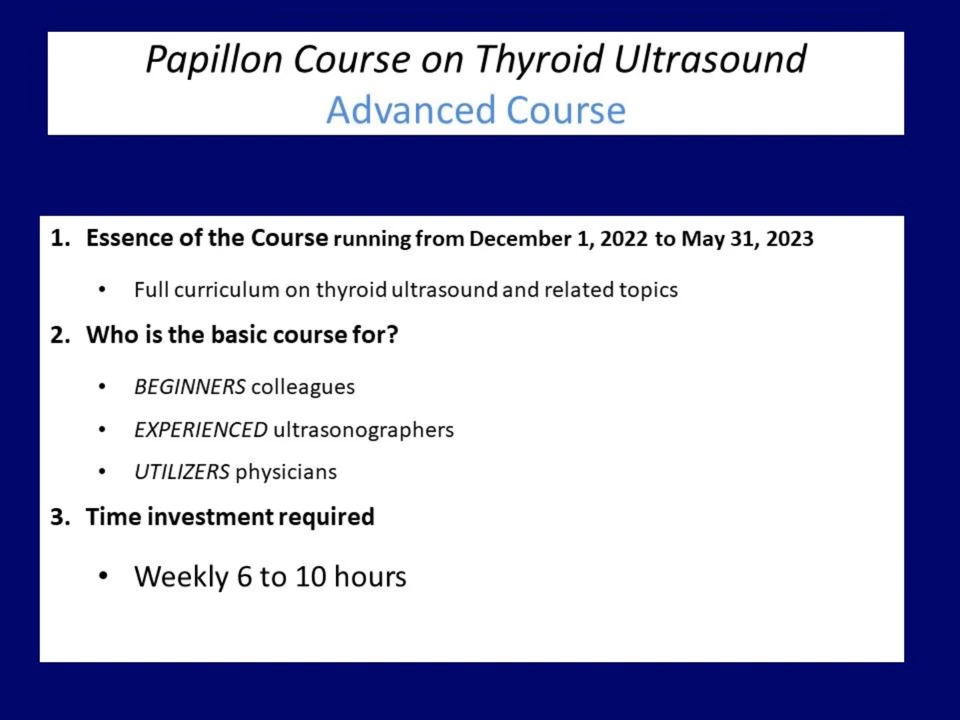 Papillon Course on Thyroid Ultrasound
Advanced Course
1. Essence of the Course running from December 1, 2022 to May 31, 2023
• Full curriculum on thyroid ultrasound and related topics
2. Who is the basic course for?
• BEGINNERS colleagues
• EXPERIENCED ultrasonographers
• UTILIZERS physicians
3. Time investment required
• Weekly 6 to 10 hours